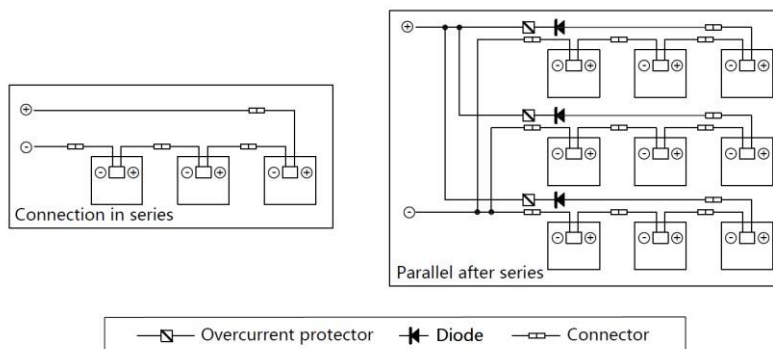 Connection in series
Parallel after series
Overcurrent protector
Diode
Connector